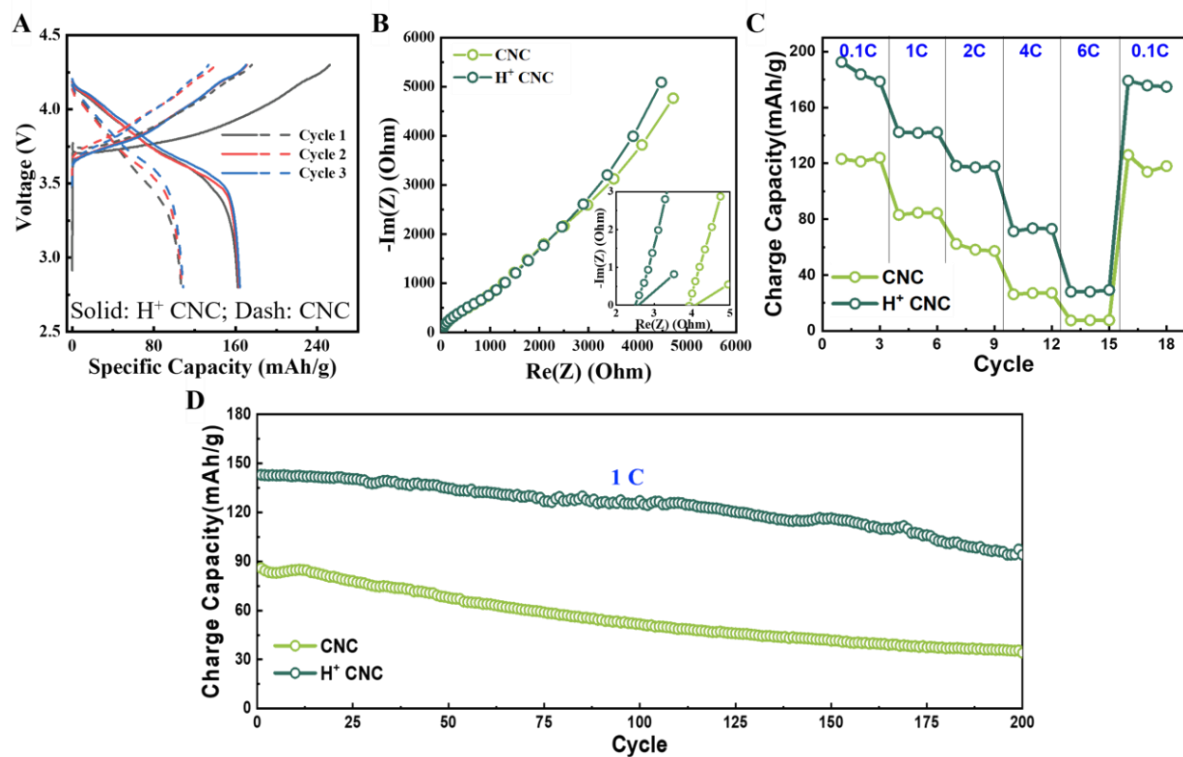 A
4.5
4.0
3.5
3.0
2.5
Voltage (V)
Cycle 1
Cycle 2
Cycle 3
Solid: H⁺ CNC; Dash: CNC
0
80
160
240
Specific Capacity (mAh/g)
B
6000
5000
4000
3000
2000
1000
0
-Im(Z) (Ohm)
CNC
H⁺ CNC
3
2
1
0
-Im(Z) (Ohm)
2
3
4
5
Re(Z) (Ohm)
0
1000
2000
3000
4000
5000
6000
Re(Z) (Ohm)
C
200
160
120
80
40
0
Charge Capacity(mAh/g)
0.1C
1C
2C
4C
6C
0.1C
CNC
H⁺ CNC
0
3
6
9
12
15
18
Cycle
D
180
150
120
90
60
30
0
Charge Capacity(mAh/g)
1 C
CNC
H⁺ CNC
0
25
50
75
100
125
150
175
200
Cycle